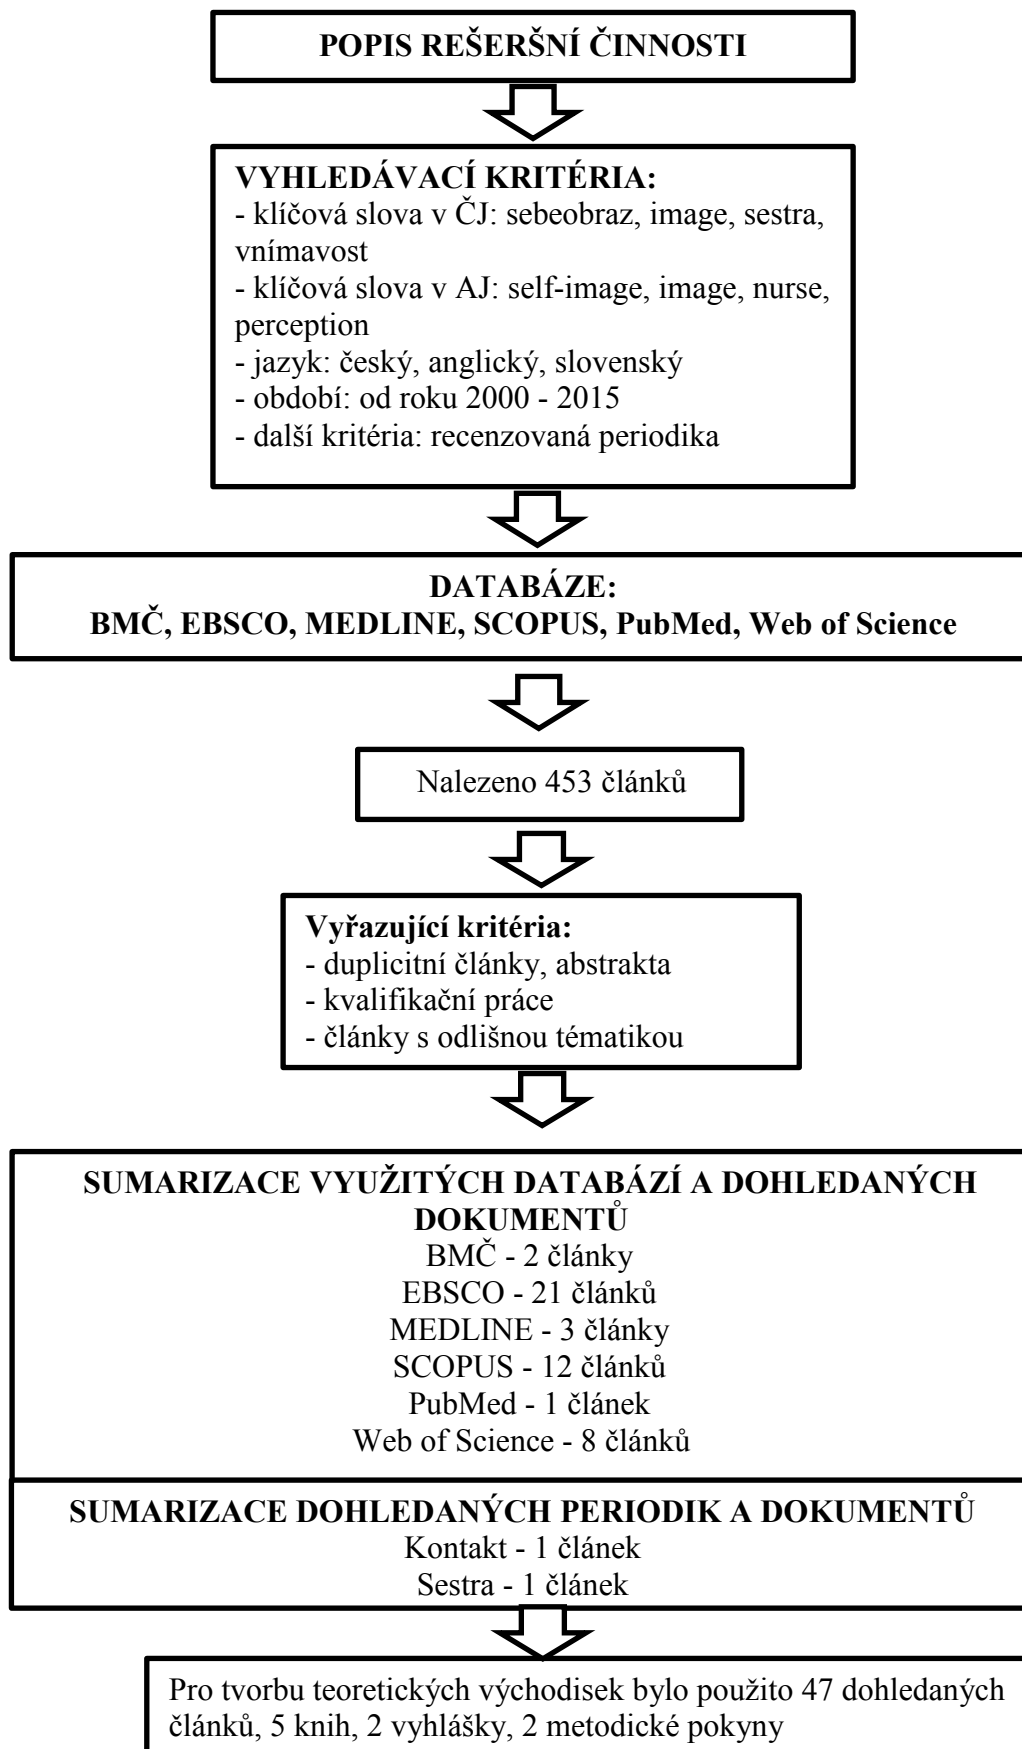 POPIS REŠERŠNÍ ČINNOSTI
VYHLEDÁVACÍ KRITÉRIA:
- klíčová slova v ČJ: sebeobraz, image, sestra,
vnímavost
- klíčová slova v AJ: self-image, image, nurse,
perception
- jazyk: český, anglický, slovenský
- období: od roku 2000 - 2015
- další kritéria: recenzovaná periodika
DATABÁZE:
BMČ, EBSCO, MEDLINE, SCOPUS, PubMed, Web of Science
Nalezeno 453 článků
Vyřazující kritéria:
- duplicitní články, abstrakta
- kvalifikační práce
- články s odlišnou tématikou
SUMARIZACE VYUŽITÝCH DATABÁZÍ A DOHLEDANÝCH
DOKUMENTŮ
BMČ - 2 články
EBSCO - 21 článků
MEDLINE - 3 články
SCOPUS - 12 článků
PubMed - 1 článek
Web of Science - 8 článků
SUMARIZACE DOHLEDANÝCH PERIODIK A DOKUMENTŮ
Kontakt - 1 článek
Sestra - 1 článek
Pro tvorbu teoretických východisek bylo použito 47 dohledaných
článků, 5 knih, 2 vyhlášky, 2 metodické pokyny